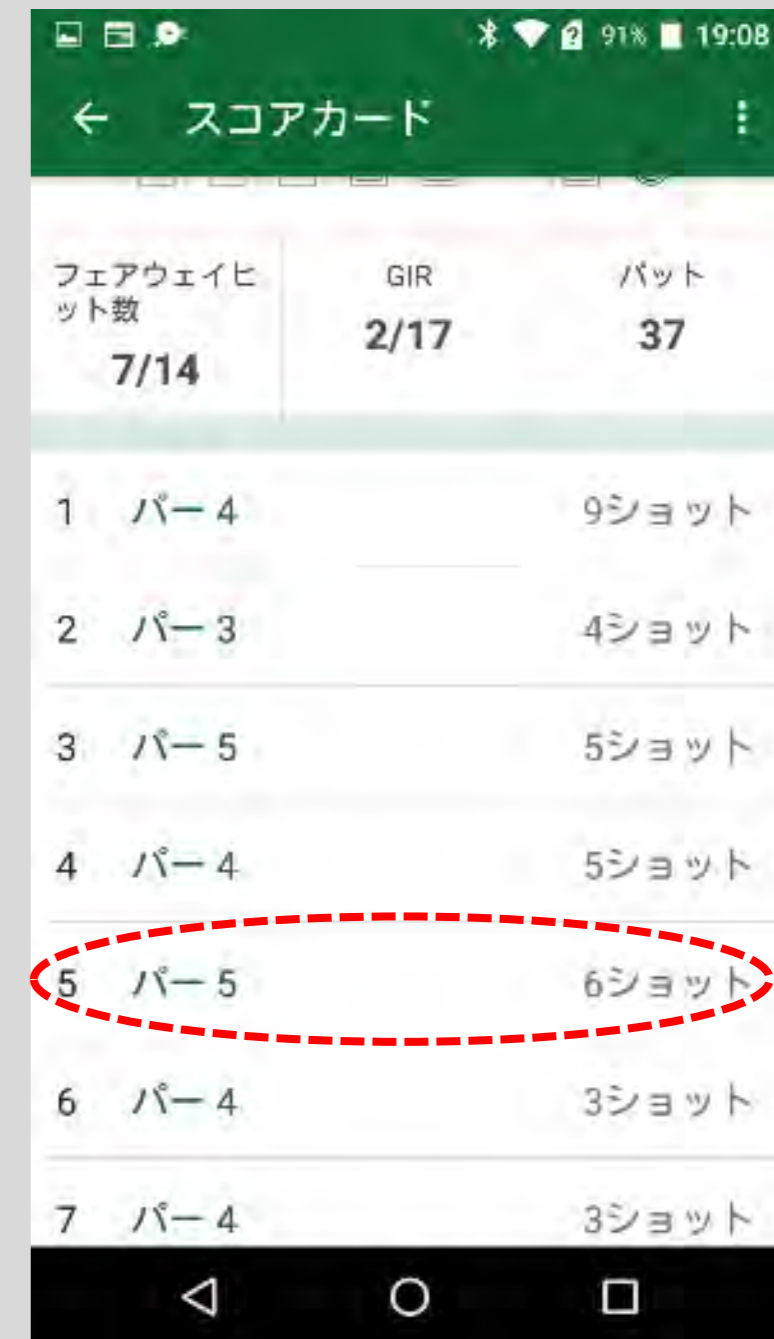 91% 19:08
スコアカード
フェアウェイヒ
ット数
7/14
GIR
2/17
パット
37
1 パー 4 9ショット
2 パー 3 4ショット
3 パー 5 5ショット
4 パー 4 5ショット
5 パー 5 6ショット
6 パー 4 3ショット
7 パー 4 3ショット